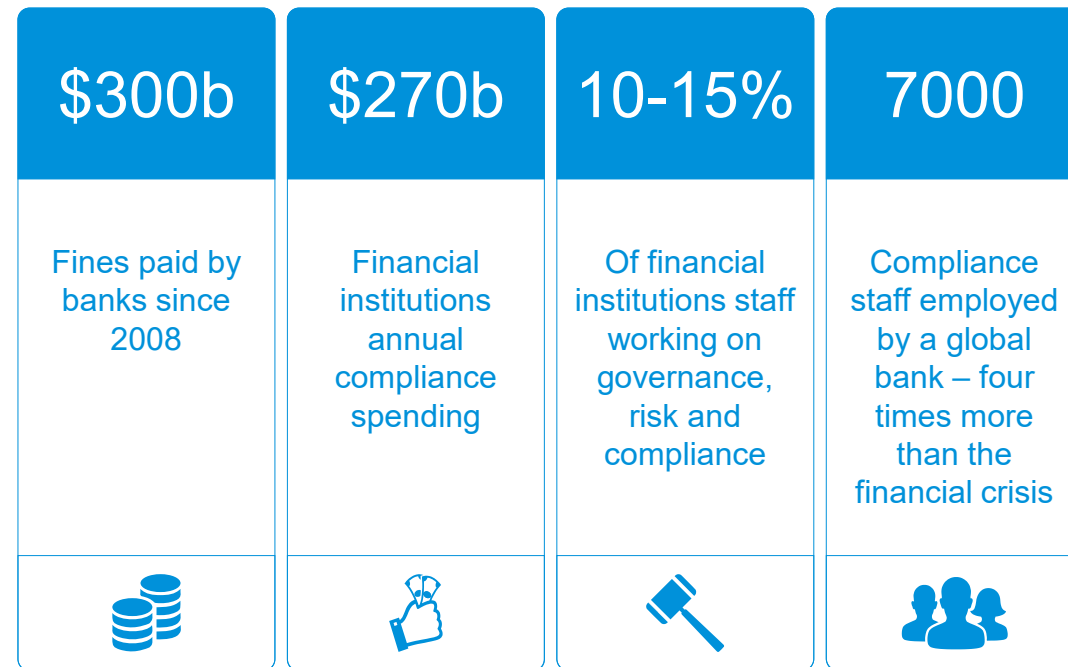 $300b
Fines paid by
banks since
2008
$270b
Financial
institutions
annual
compliance
spending
10-15%
Of financial
institutions staff
working on
governance,
risk and
compliance
7000
Compliance
staff employed
by a global
bank – four
times more
than the
financial crisis